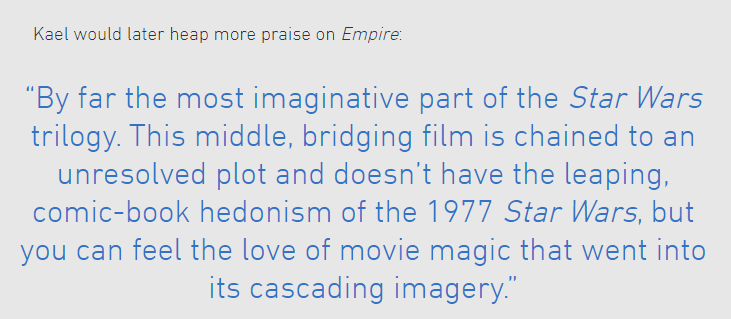 Kael would later heap more praise on Empire:
“By far the most imaginative part of the Star Wars
trilogy. This middle, bridging film is chained to an
unresolved plot and doesn’t have the leaping,
comic-book hedonism of the 1977 Star Wars, but
you can feel the love of movie magic that went into
its cascading imagery.”